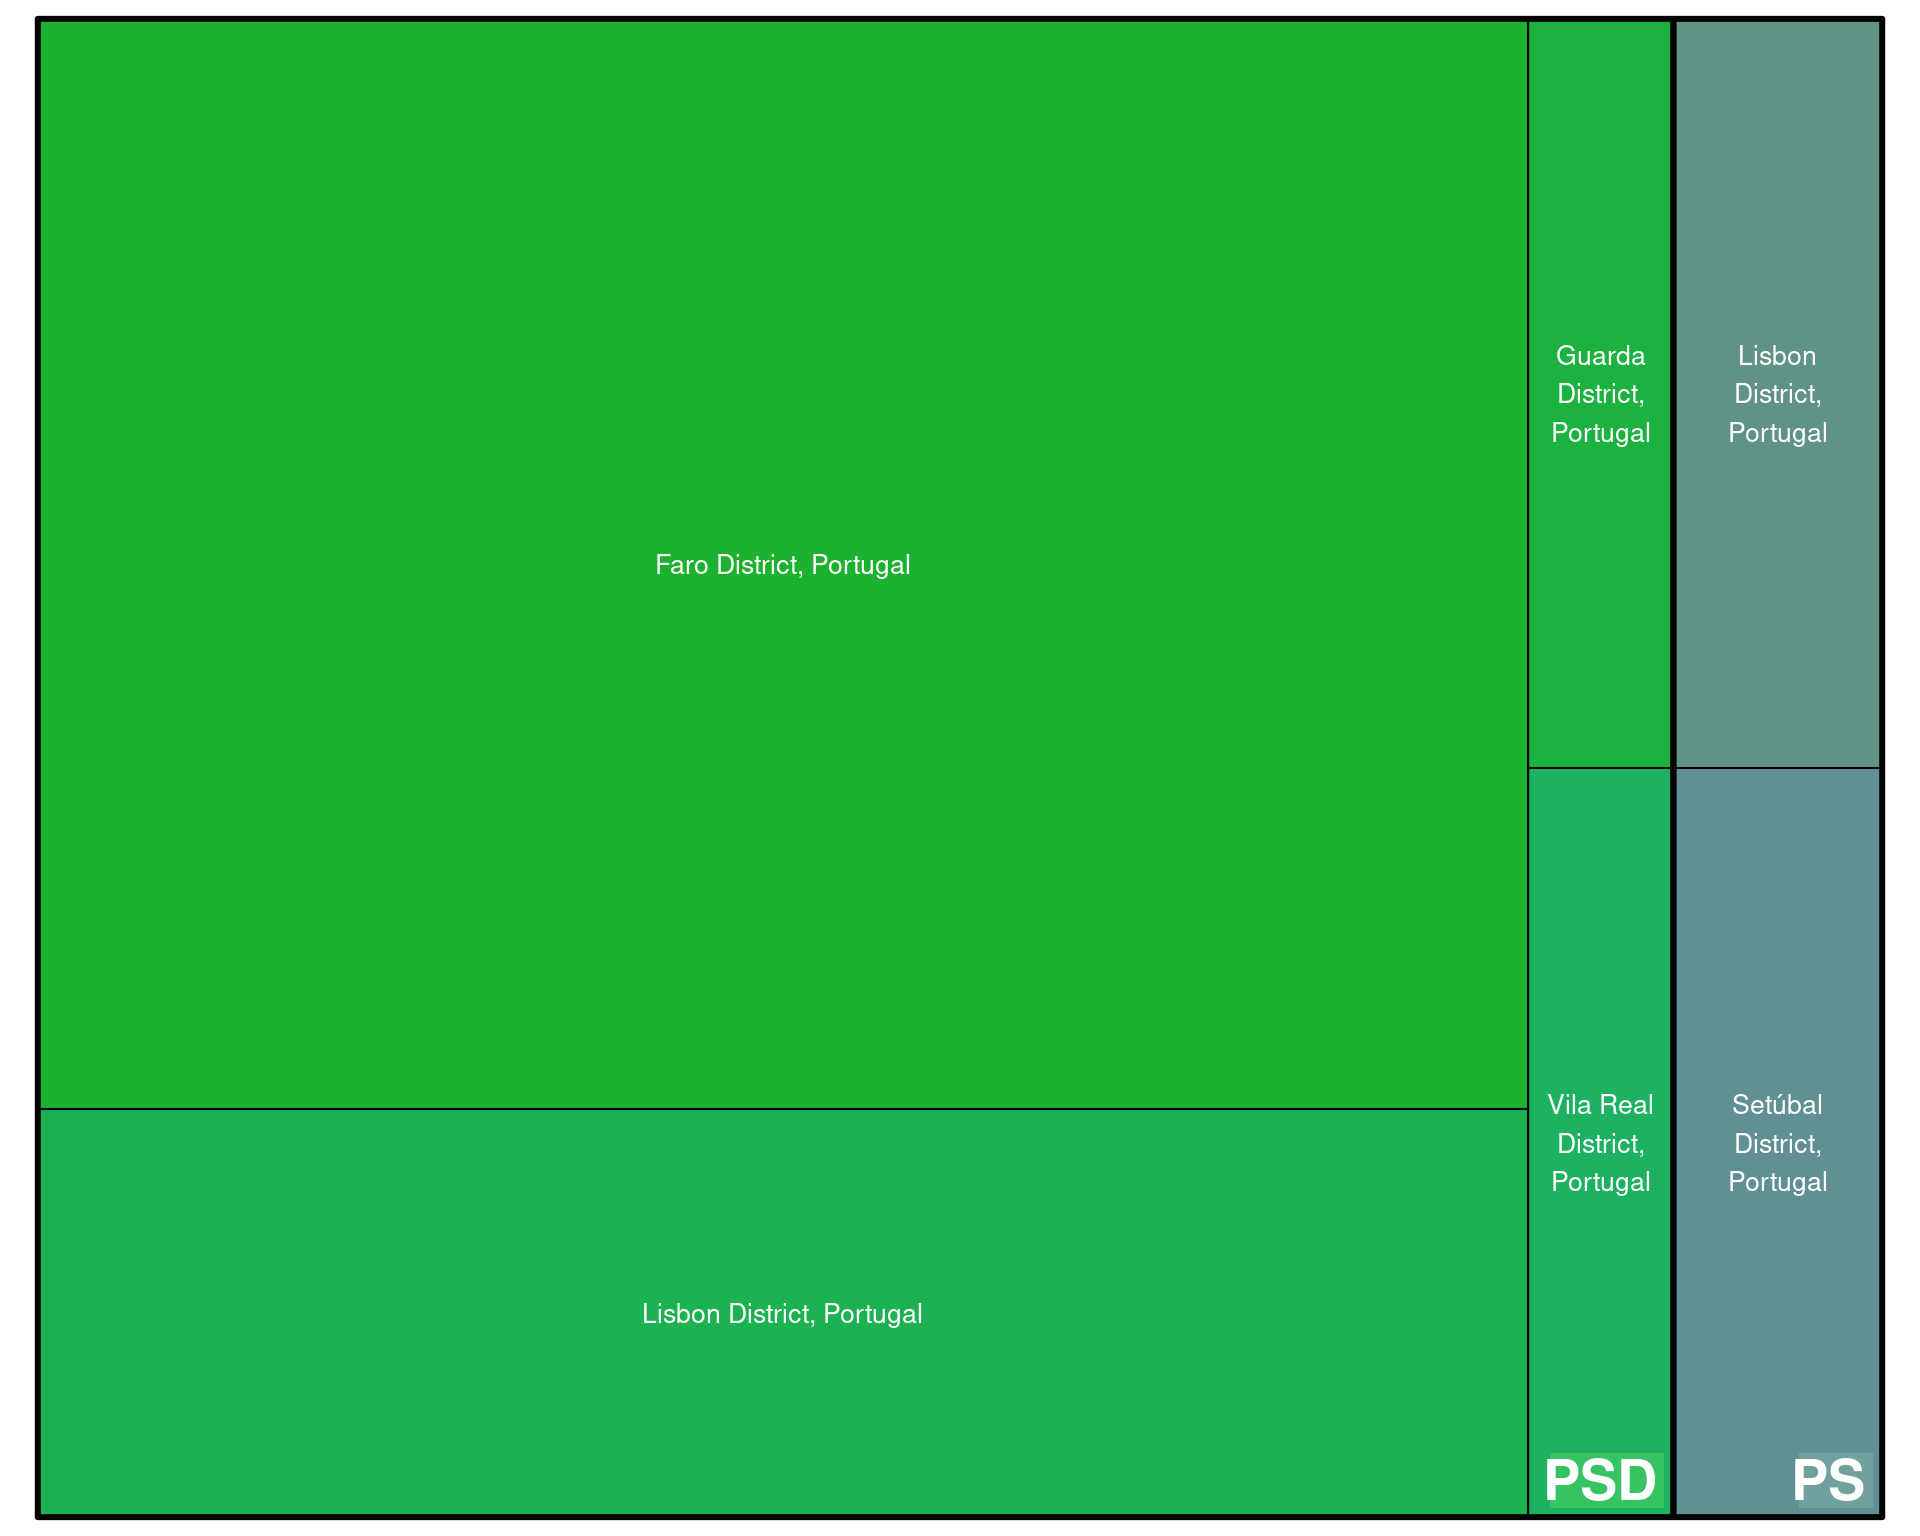 Faro District, Portugal
Lisbon District, Portugal
Guarda
District,
Portugal
Vila Real
District,
Portugal
PSD
Lisbon
District,
Portugal
Setúbal
District,
Portugal
PS